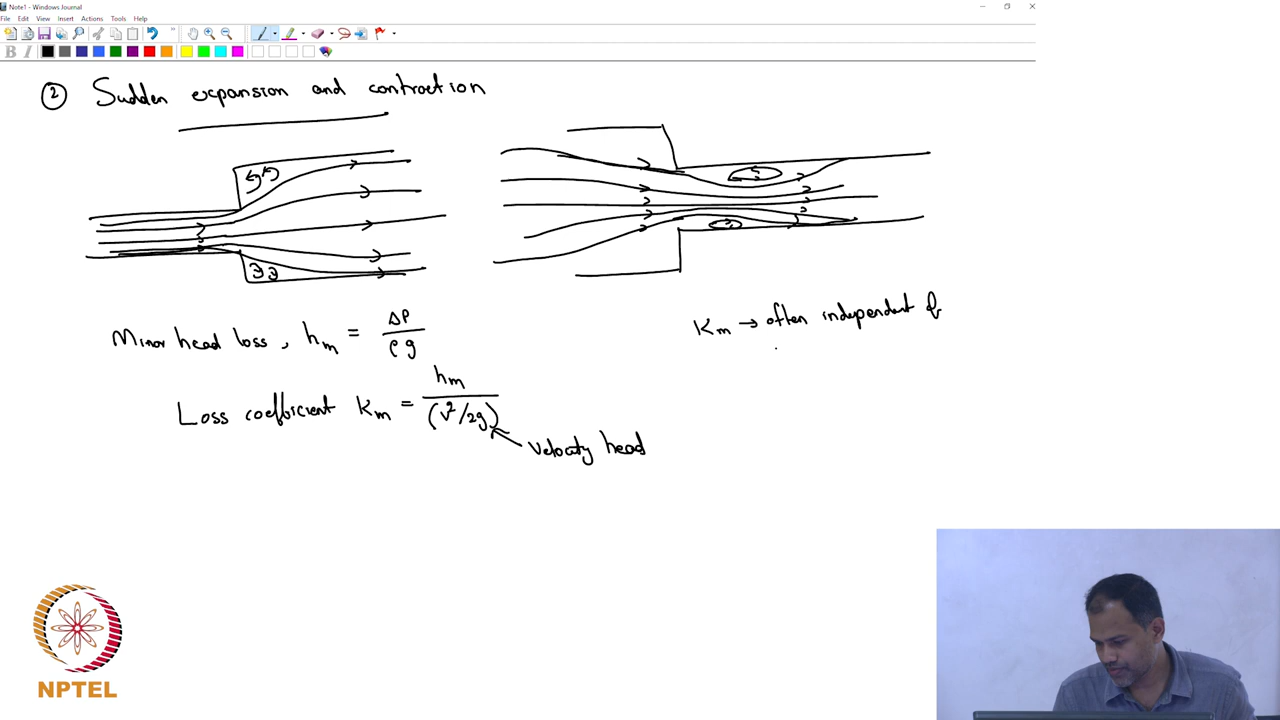 Note1 - Windows Journal
File Edit View Insert Actions Tools Help
② Sudden expansion and contraction
Minor head loss, hm = ΔP / ρg
Km → often independent of
Loss coefficient Km = hm / (V²/2g)
Velocity head
NPTEL